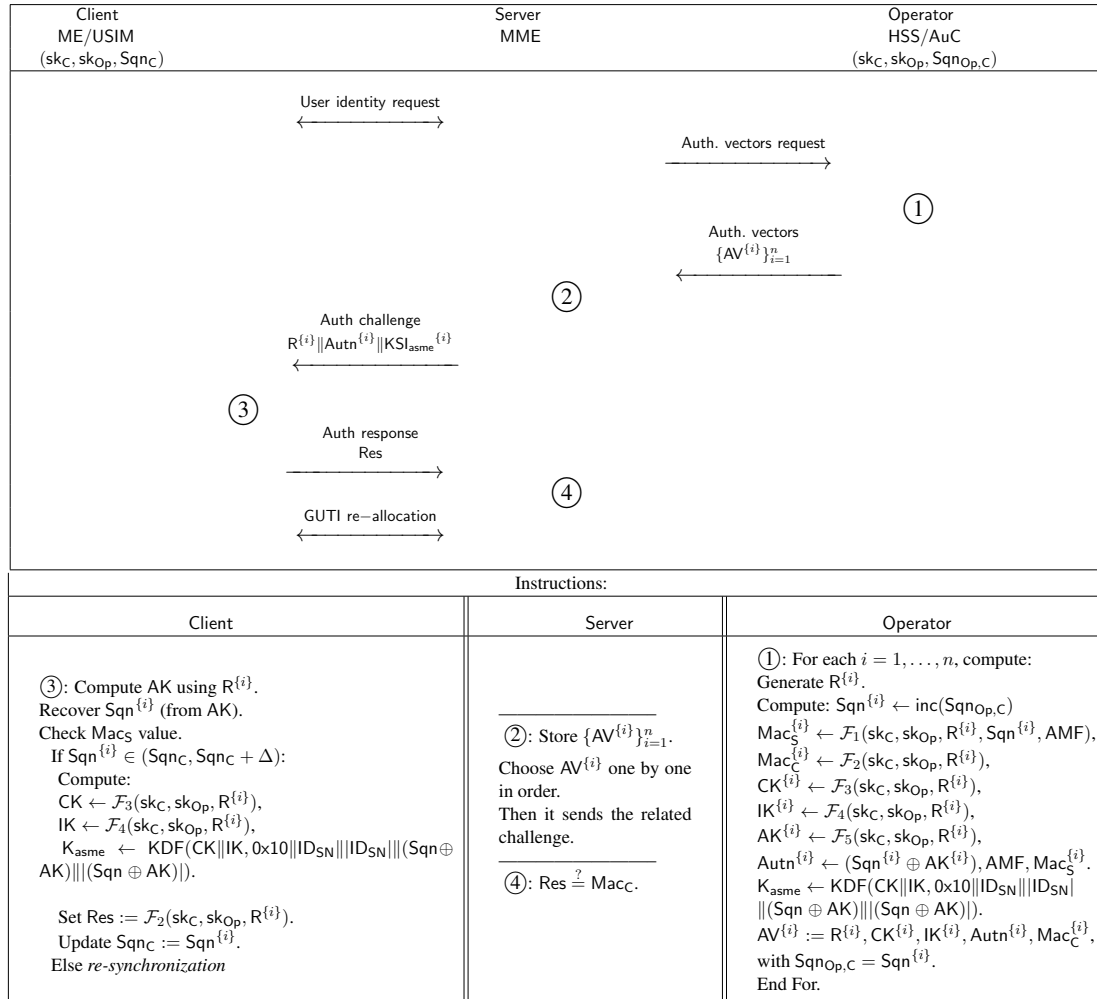 Client
ME/USIM
(sk_C, sk_Op, Sqn_C)
Server
MME
Operator
HSS/AuC
(sk_C, sk_Op, Sqn_Op,C)
User identity request
Auth. vectors request
①
Auth. vectors
{AV^{i}}^n_{i=1}
②
Auth challenge
R^{i}‖Autn^{i}‖KSI_asme^{i}
③
Auth response
Res
④
GUTI re−allocation
Instructions:
Client
③: Compute AK using R^{i}.
Recover Sqn^{i} (from AK).
Check Mac_S value.
If Sqn^{i} ∈ (Sqn_C, Sqn_C + Δ):
Compute:
CK ← F_3(sk_C, sk_Op, R^{i}),
IK ← F_4(sk_C, sk_Op, R^{i}),
K_asme ← KDF(CK‖IK, 0x10‖ID_SN‖|ID_SN|‖(Sqn⊕
AK)‖|(Sqn ⊕ AK)|).
Set Res := F_2(sk_C, sk_Op, R^{i}).
Update Sqn_C := Sqn^{i}.
Else re-synchronization
Server
②: Store {AV^{i}}^n_{i=1}.
Choose AV^{i} one by one
in order.
Then it sends the related
challenge.
④: Res ≟ Mac_C.
Operator
①: For each i = 1, . . . , n, compute:
Generate R^{i}.
Compute: Sqn^{i} ← inc(Sqn_Op,C)
Mac_S^{i} ← F_1(sk_C, sk_Op, R^{i}, Sqn^{i}, AMF),
Mac_C^{i} ← F_2(sk_C, sk_Op, R^{i}),
CK^{i} ← F_3(sk_C, sk_Op, R^{i}),
IK^{i} ← F_4(sk_C, sk_Op, R^{i}),
AK^{i} ← F_5(sk_C, sk_Op, R^{i}),
Autn^{i} ← (Sqn^{i} ⊕ AK^{i}), AMF, Mac_S^{i}.
K_asme ← KDF(CK‖IK, 0x10‖ID_SN‖|ID_SN|
‖(Sqn ⊕ AK)‖|(Sqn ⊕ AK)|).
AV^{i} := R^{i}, CK^{i}, IK^{i}, Autn^{i}, Mac_C^{i},
with Sqn_Op,C = Sqn^{i}.
End For.